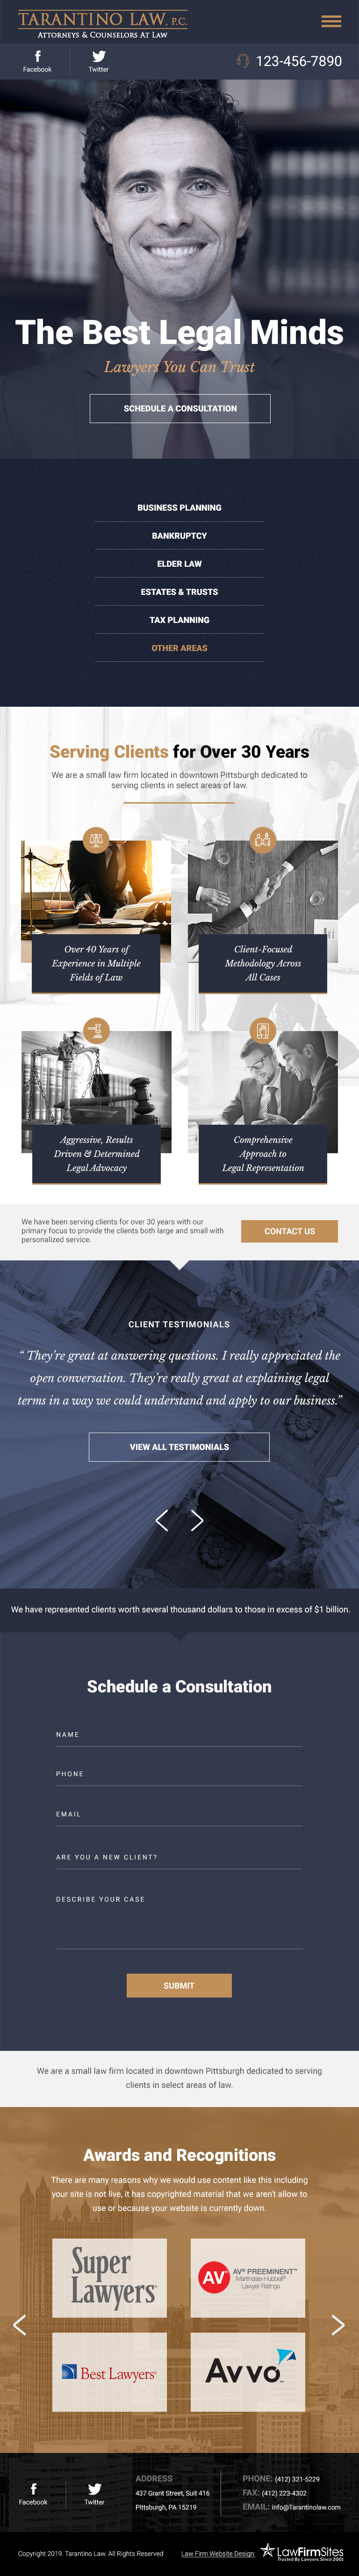 TARANTINO LAW, P.C.
ATTORNEYS & COUNSELORS AT LAW
Facebook
Twitter
123-456-7890
The Best Legal Minds
Lawyers You Can Trust
SCHEDULE A CONSULTATION
BUSINESS PLANNING
BANKRUPTCY
ELDER LAW
ESTATES & TRUSTS
TAX PLANNING
OTHER AREAS
Serving Clients for Over 30 Years
We are a small law firm located in downtown Pittsburgh dedicated to
serving clients in select areas of law.
Over 40 Years of
Experience in Multiple
Fields of Law
Client-Focused
Methodology Across
All Cases
Aggressive, Results
Driven & Determined
Legal Advocacy
Comprehensive
Approach to
Legal Representation
We have been serving clients for over 30 years with our
primary focus is to provide the clients both large and small with
personalized service.
CONTACT US
CLIENT TESTIMONIALS
“ They’re great at answering questions. I really appreciated the
open conversation. They’re really great at explaining legal
terms in a way we could understand and apply to our business.”
VIEW ALL TESTIMONIALS
We have represented clients worth several thousand dollars to those in excess of $1 billion.
Schedule a Consultation
NAME
PHONE
EMAIL
ARE YOU A NEW CLIENT?
DESCRIBE YOUR CASE
SUBMIT
We are a small law firm located in downtown Pittsburgh dedicated to serving
clients in select areas of law.
Awards and Recognitions
There are many reasons why we would use content like this including
your site is not live, it has copyrighted material that we aren't allow to
use or because your website is currently down.
Super
Lawyers®
AV® PREEMINENT™
Martindale-Hubbell®
Lawyer Ratings
Best Lawyers®
Avvo
Facebook
Twitter
ADDRESS
437 Grant Street, Suit 416
Pittsburgh, PA 15219
PHONE: (412) 321-5229
FAX: (412) 223-4302
EMAIL: info@Tarantinolaw.com
Copyright 2019. Tarantino Law. All Rights Reserved
Law Firm Website Design:
LawFirmSites
Trusted By Lawyers Since 2005